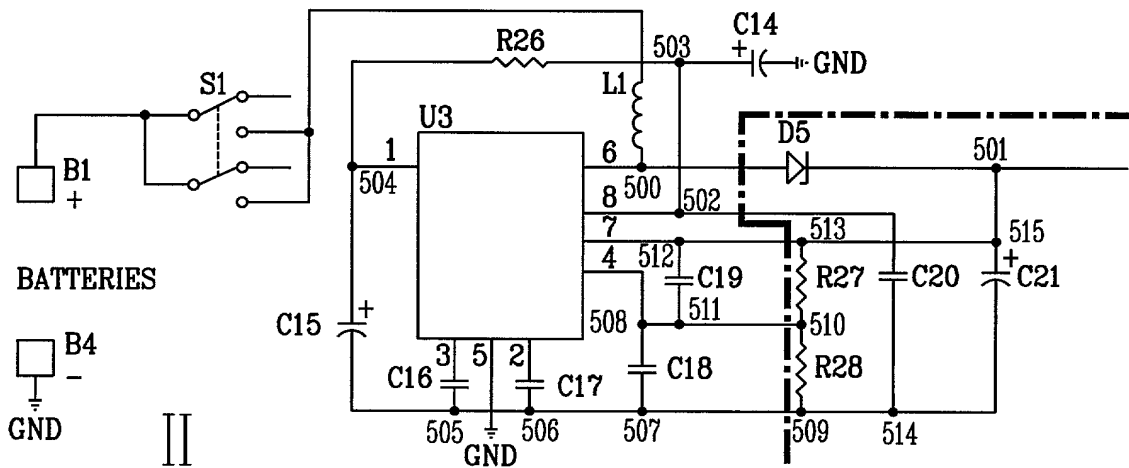 C14
R26
503
+
GND
S1
L1
U3
D5
1
6
501
B1
504
500
+
8
502
7
513
515
512
+
4
BATTERIES
C19
R27
C20
C21
508
511
510
C15
+
B4
3
5
2
C18
R28
-
C16
C17
GND
II
505
506
507
509
514
GND